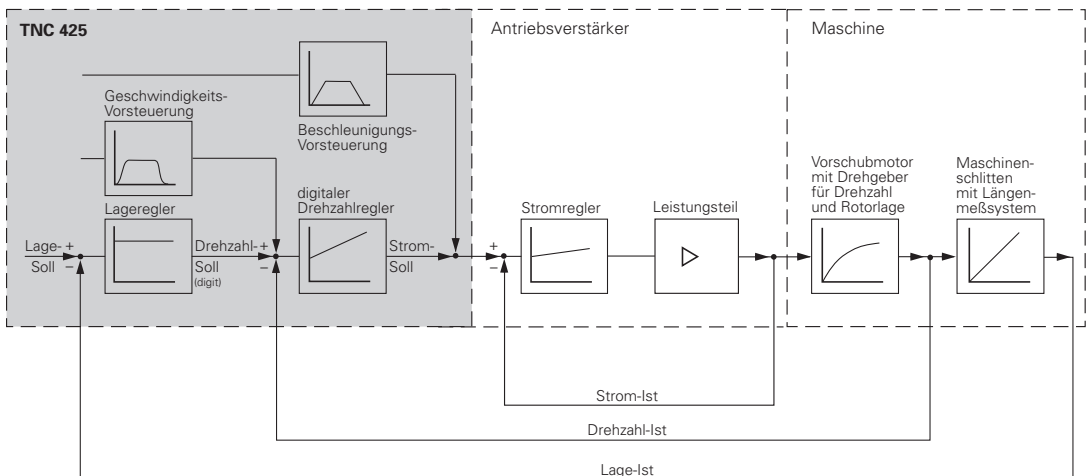 TNC 425
Antriebsverstärker
Maschine
Geschwindigkeits-
Vorsteuerung
Beschleunigungs-
Vorsteuerung
Lageregler
digitaler
Drehzahlregler
Stromregler
Leistungsteil
Vorschubmotor
mit Drehgeber
für Drehzahl
und Rotorlage
Maschinen-
schlitten
mit Längen-
meßsystem
Lage- +
Soll −
Drehzahl- +
Soll −
(digit)
Strom-
Soll
+
−
Strom-Ist
Drehzahl-Ist
Lage-Ist